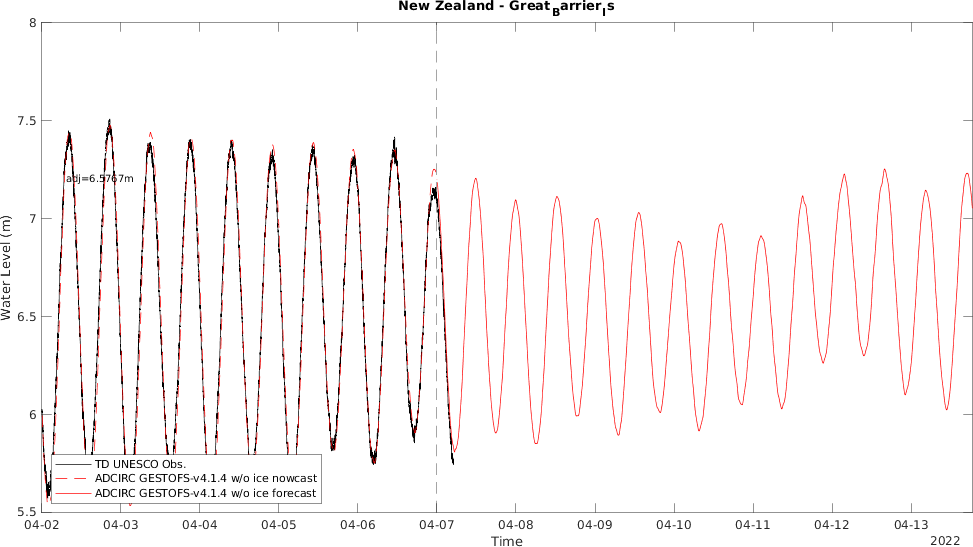 New Zealand - GreatBarrierIs
8
7.5
7
6.5
6
5.5
Water Level (m)
adj=6.5767m
TD UNESCO Obs.
ADCIRC GESTOFS-v4.1.4 w/o ice nowcast
ADCIRC GESTOFS-v4.1.4 w/o ice forecast
04-02 04-03 04-04 04-05 04-06 04-07 04-08 04-09 04-10 04-11 04-12 04-13
Time
2022